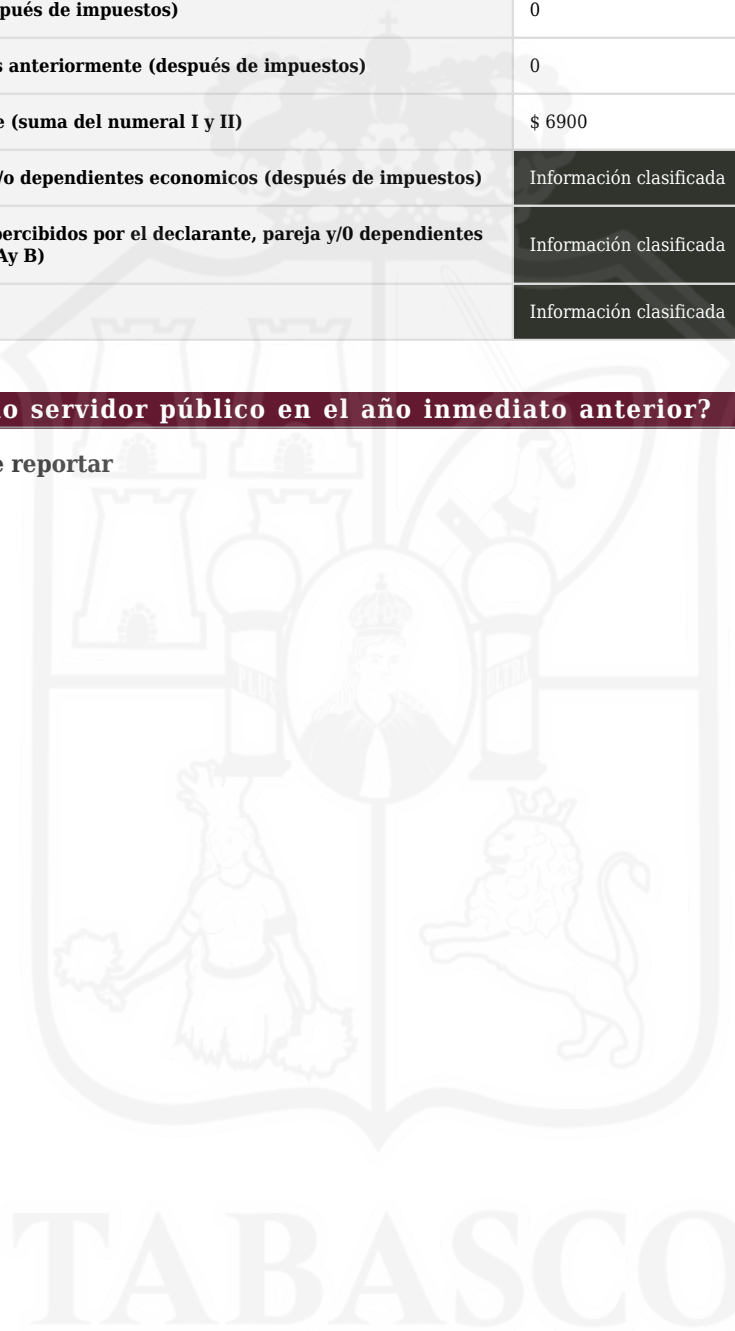 pués de impuestos)
0
s anteriormente (después de impuestos)
0
e (suma del numeral I y II)
$ 6900
/o dependientes economicos (después de impuestos)
Información clasificada
percibidos por el declarante, pareja y/0 dependientes
Ay B)
Información clasificada
Información clasificada
o servidor público en el año inmediato anterior?
e reportar
PLUS
ULTRA
TABASCO